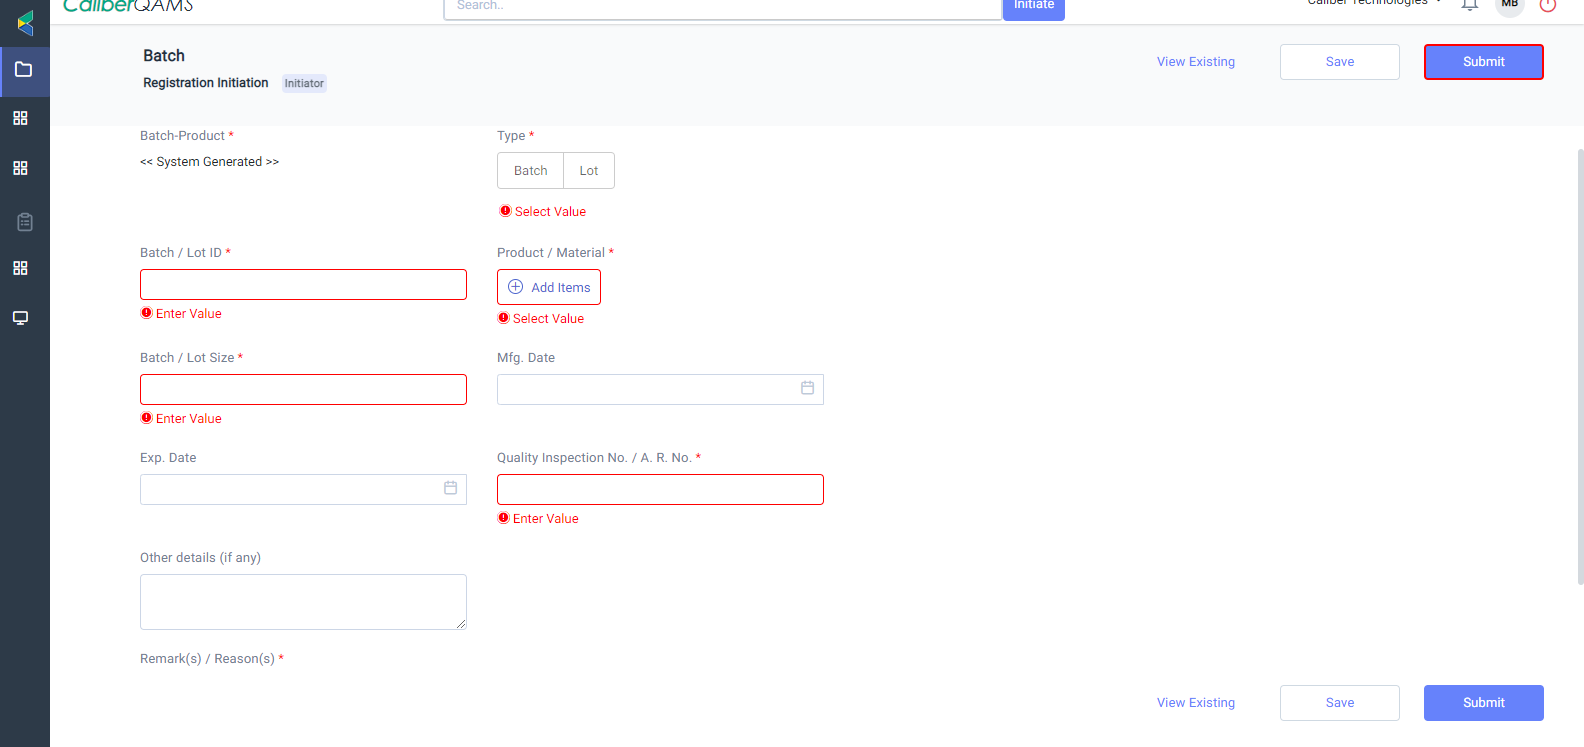 CaliberQAMS
Search..
Initiate
Caliber Technologies
MB
Batch
Registration Initiation Initiator
View Existing
Save
Submit
Batch-Product *
<< System Generated >>
Type *
Batch
Lot
Select Value
Batch / Lot ID *
Enter Value
Product / Material *
Add Items
Select Value
Batch / Lot Size *
Enter Value
Mfg. Date
Exp. Date
Quality Inspection No. / A. R. No. *
Enter Value
Other details (if any)
Remark(s) / Reason(s) *
View Existing
Save
Submit